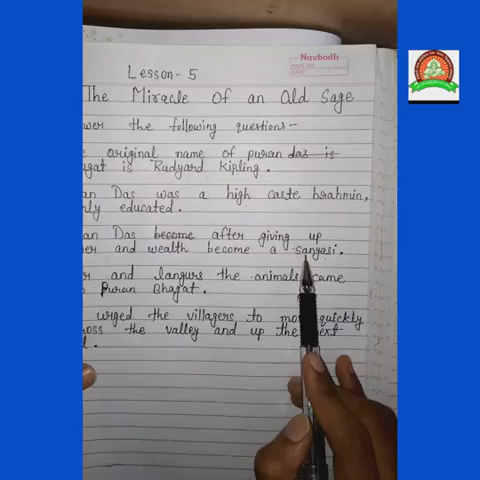 Navbodh
PAGE NO.
DATE
Lesson - 5
The Miracle Of an Old Sage
wer the following questions-
original name of puran das is
agat is Rudyard Kipling.
an Das was a high caste brahmin,
ly educated.
an Das become after giving up
er and wealth become a sanyasi.
r and langurs the animals came
Puran Bhagat.
urged the villagers to move quickly
oss the valley and up the next